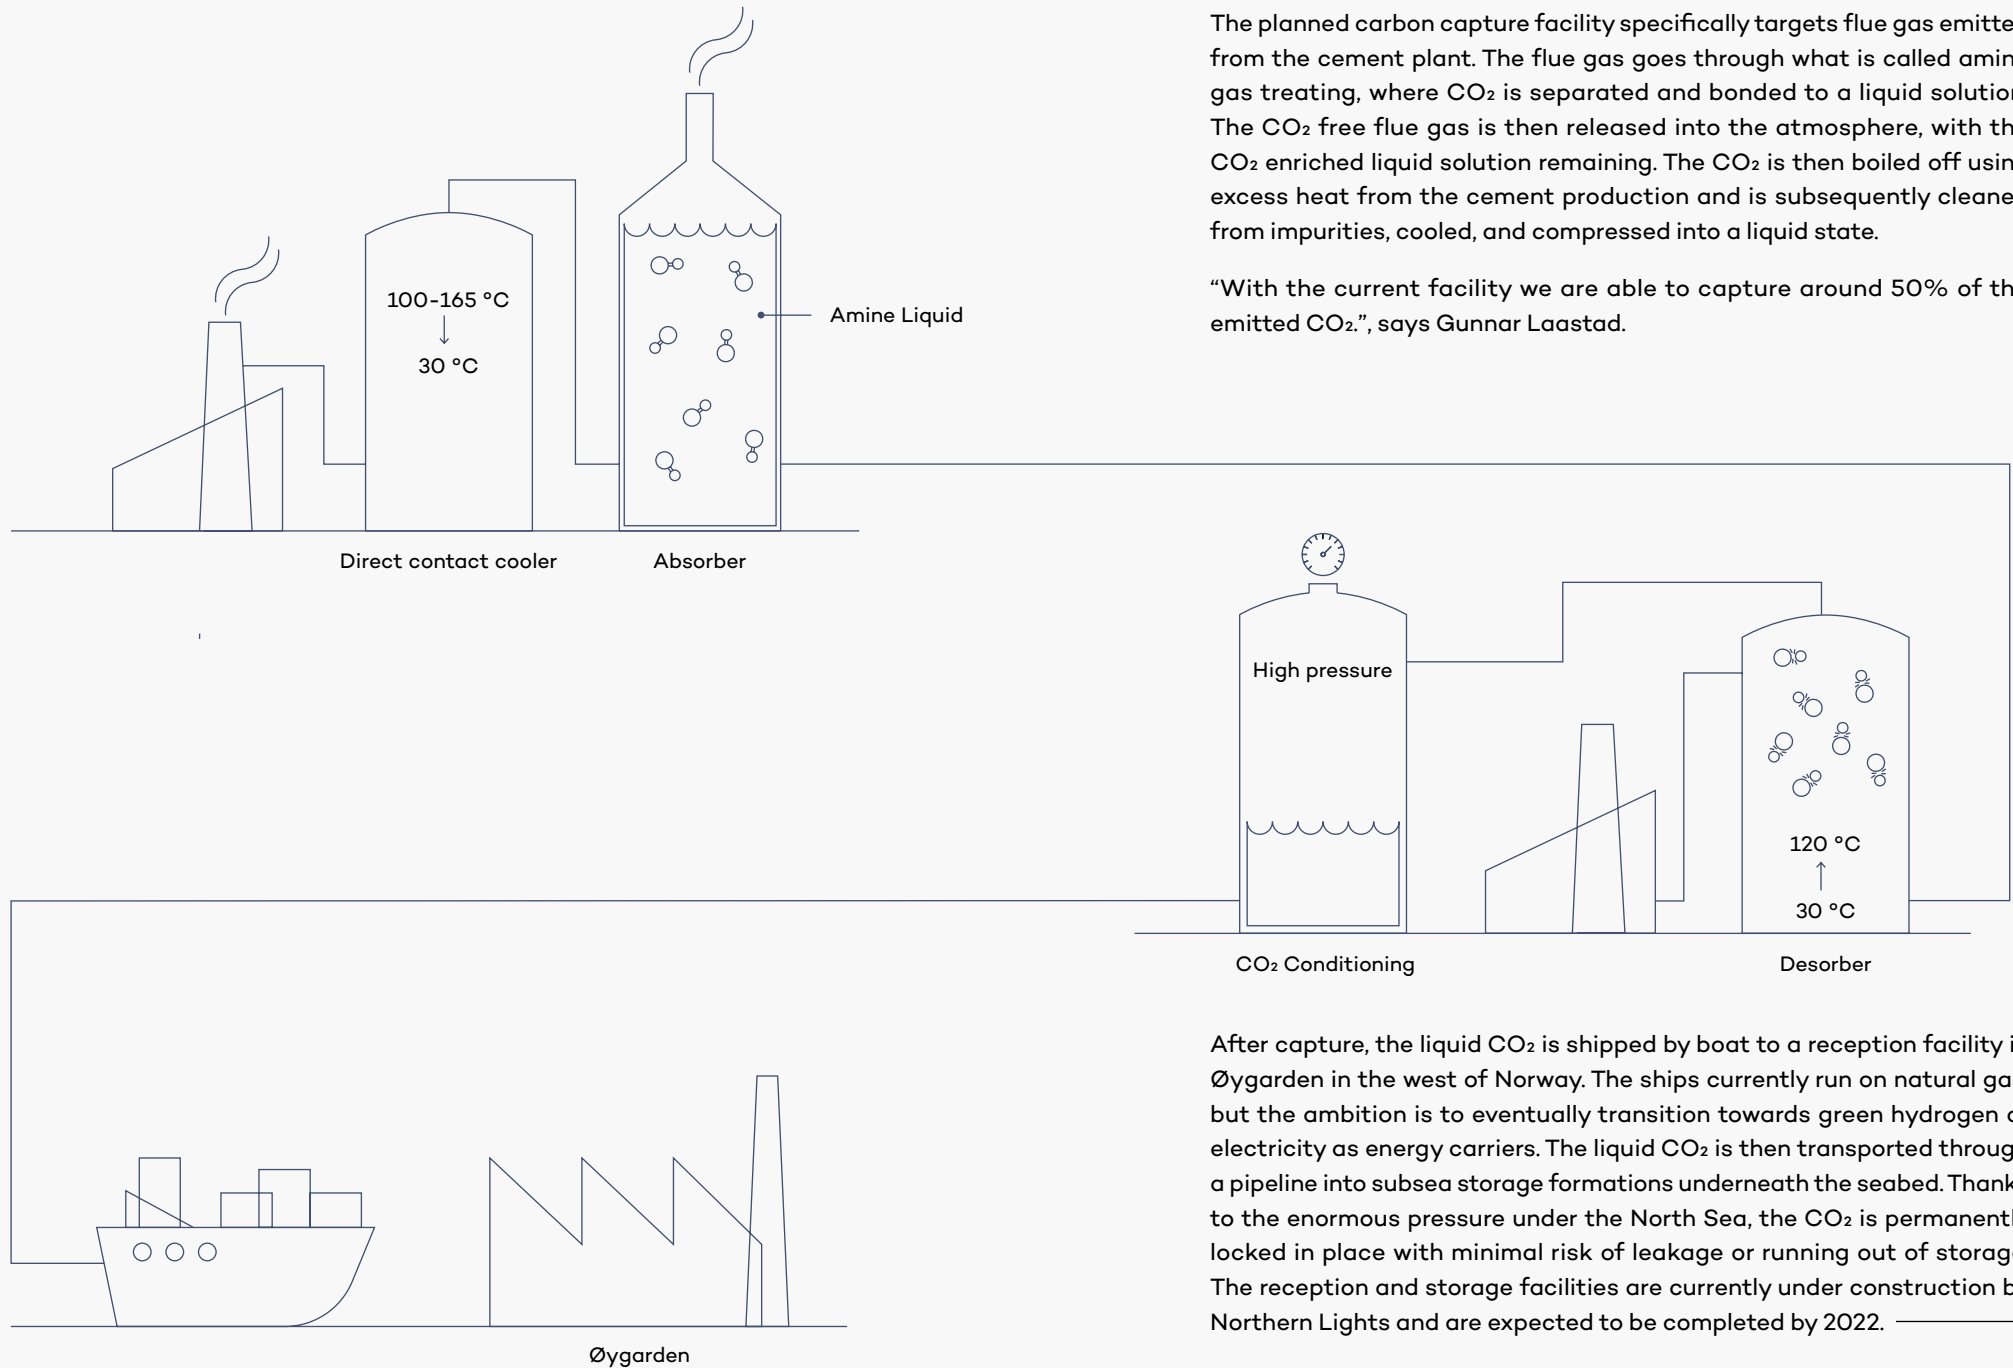 The planned carbon capture facility specifically targets flue gas emitte
from the cement plant. The flue gas goes through what is called amin
gas treating, where CO₂ is separated and bonded to a liquid solution
The CO₂ free flue gas is then released into the atmosphere, with th
CO₂ enriched liquid solution remaining. The CO₂ is then boiled off usin
excess heat from the cement production and is subsequently cleane
from impurities, cooled, and compressed into a liquid state.
“With the current facility we are able to capture around 50% of th
emitted CO₂.”, says Gunnar Laastad.
100-165 °C
30 °C
Amine Liquid
Direct contact cooler
Absorber
High pressure
120 °C
30 °C
CO₂ Conditioning
Desorber
After capture, the liquid CO₂ is shipped by boat to a reception facility i
Øygarden in the west of Norway. The ships currently run on natural ga
but the ambition is to eventually transition towards green hydrogen o
electricity as energy carriers. The liquid CO₂ is then transported throug
a pipeline into subsea storage formations underneath the seabed. Thank
to the enormous pressure under the North Sea, the CO₂ is permanentl
locked in place with minimal risk of leakage or running out of storag
The reception and storage facilities are currently under construction b
Northern Lights and are expected to be completed by 2022.
Øygarden